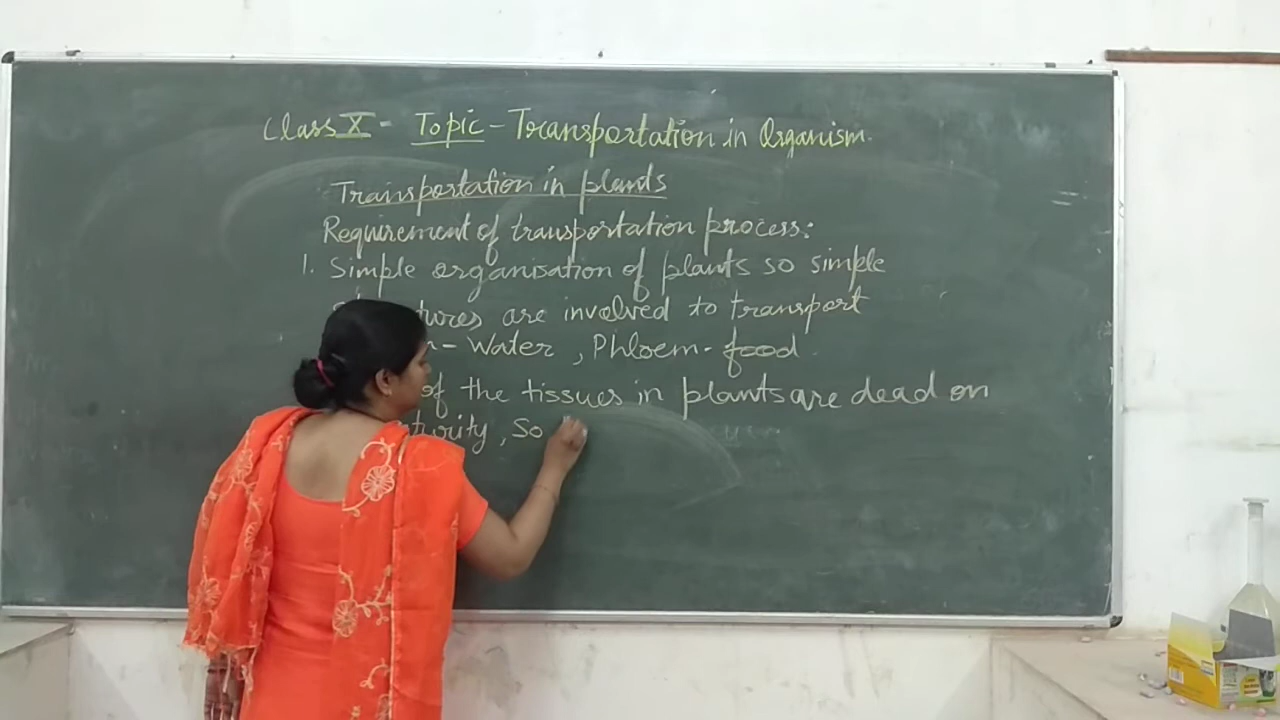 Class X - Topic - Transportation in Organism.
Transportation in plants
Requirement of transportation process:
1. Simple organisation of plants so simple
are involved to transport
- Water, Phloem - food.
of the tissues in plants are dead on
, So